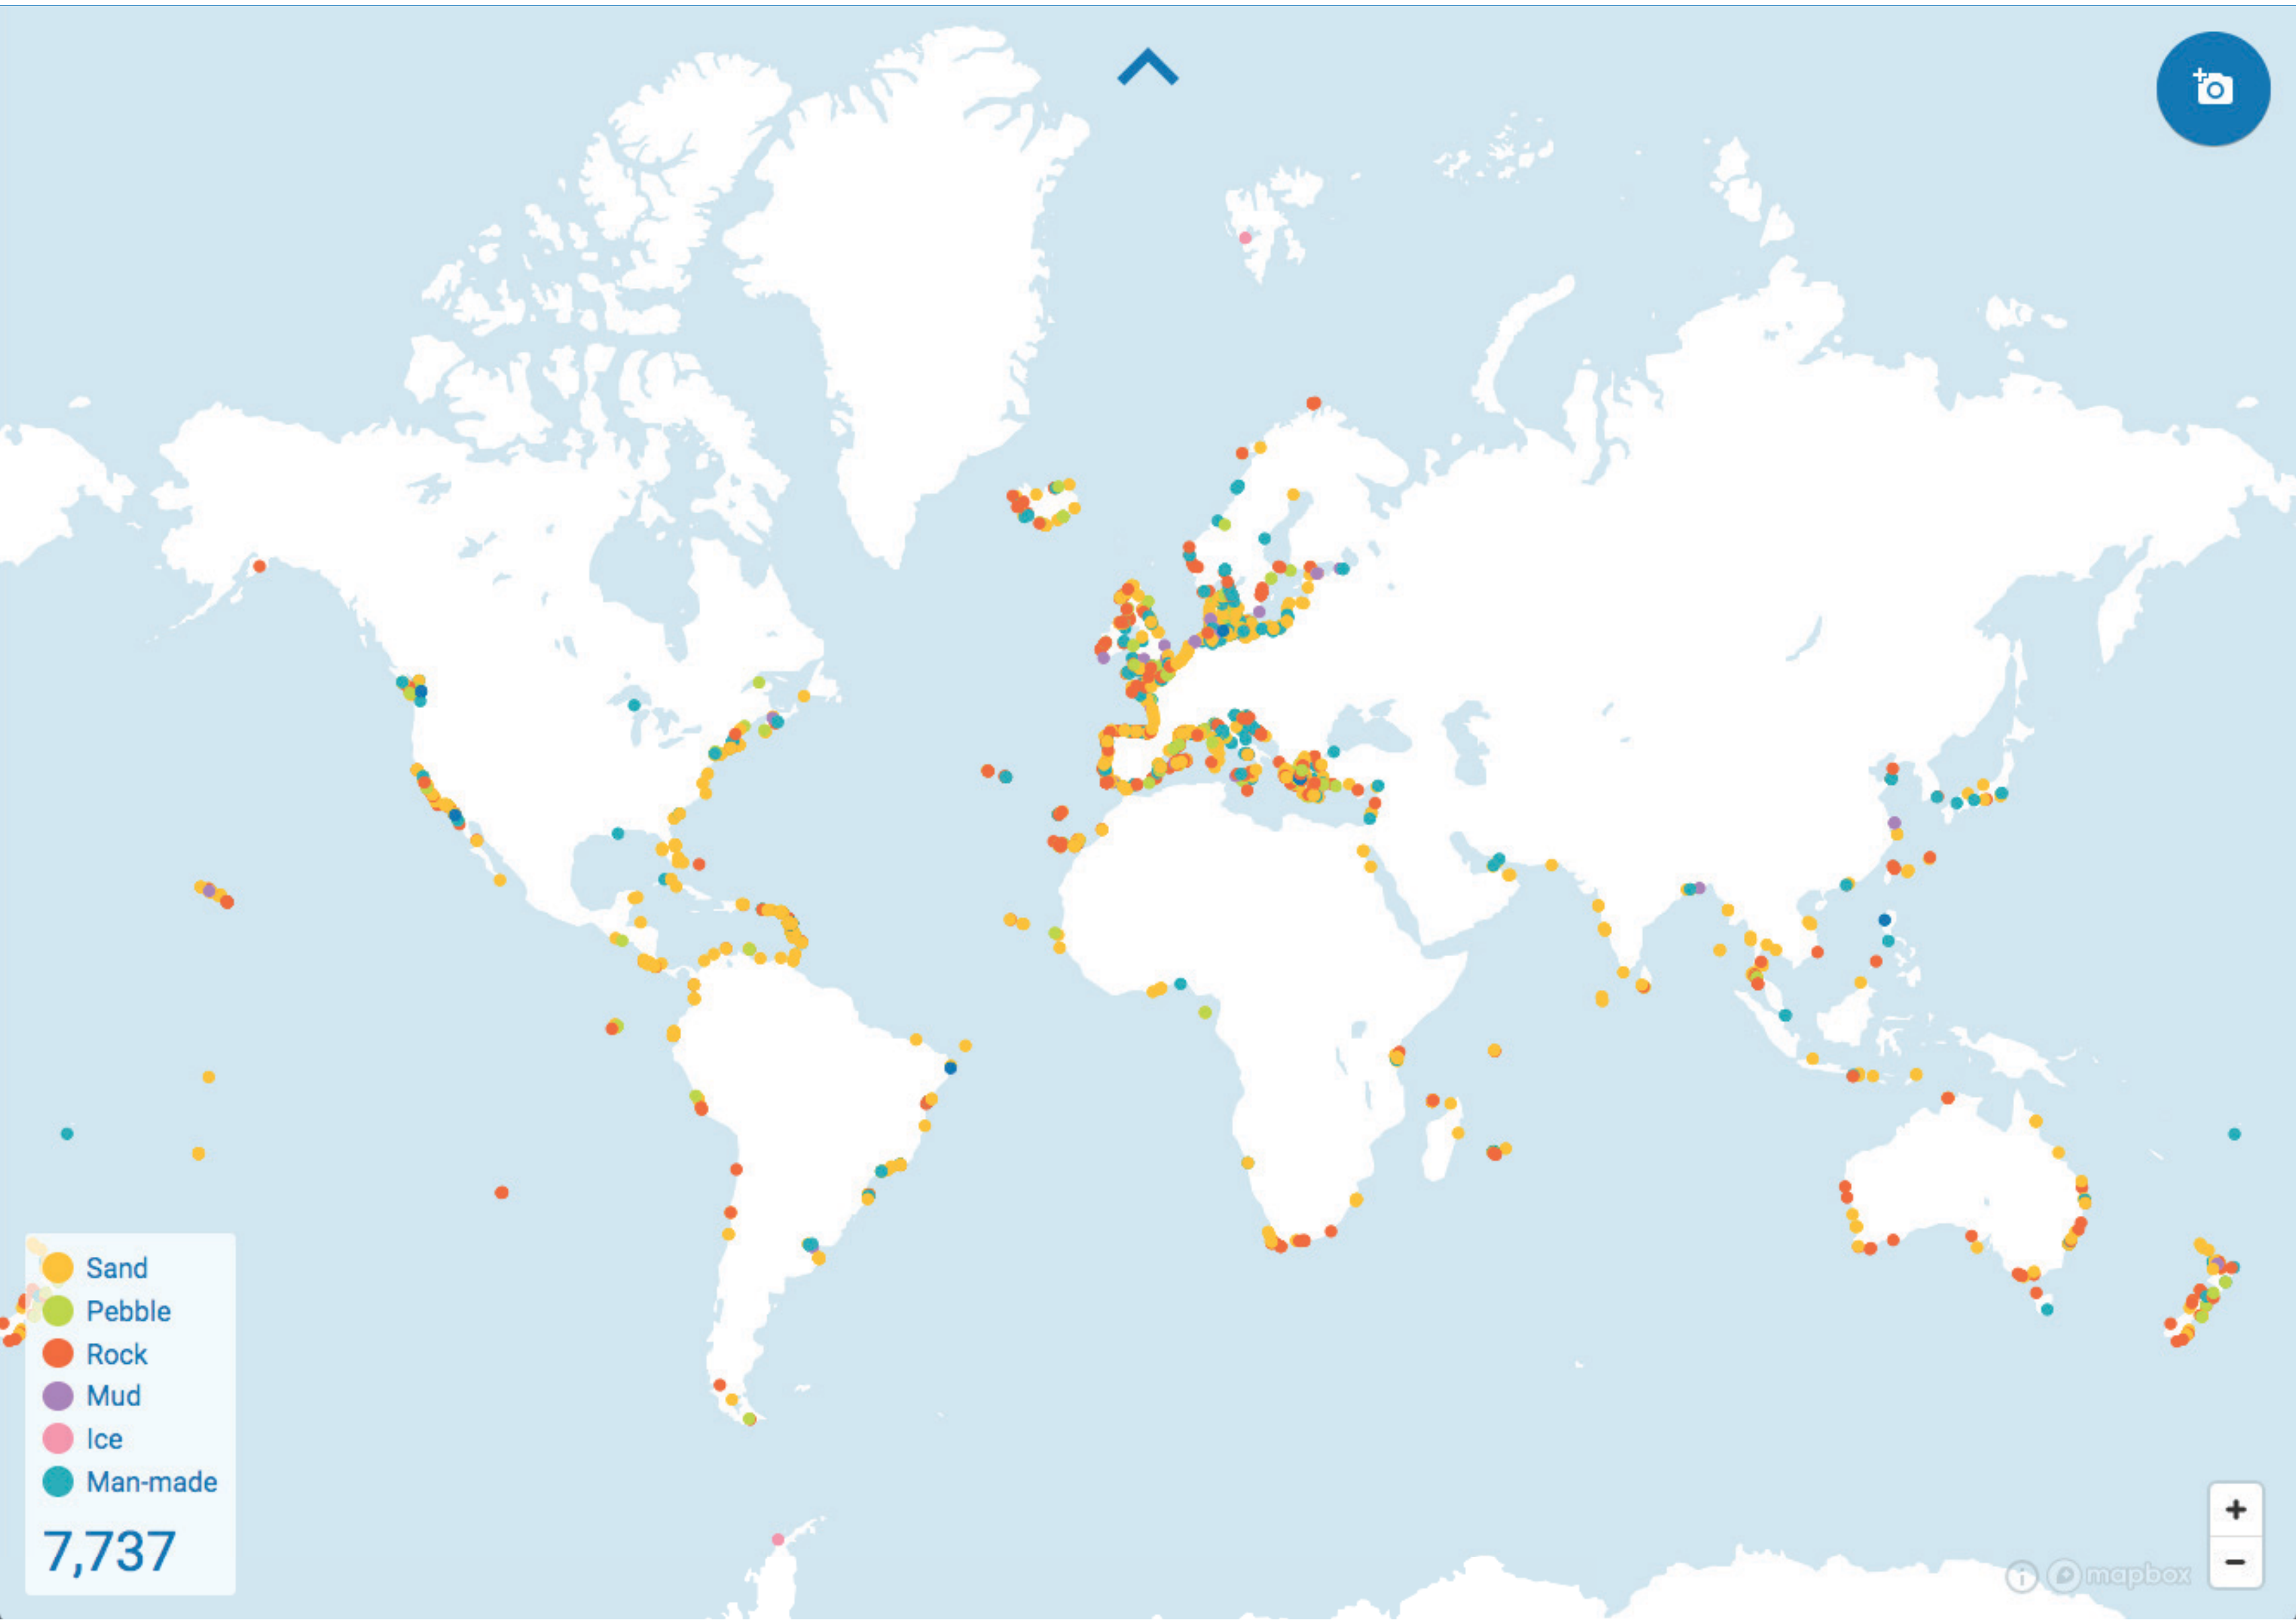 Sand
Pebble
Rock
Mud
Ice
Man-made
7,737
+
−
i mapbox